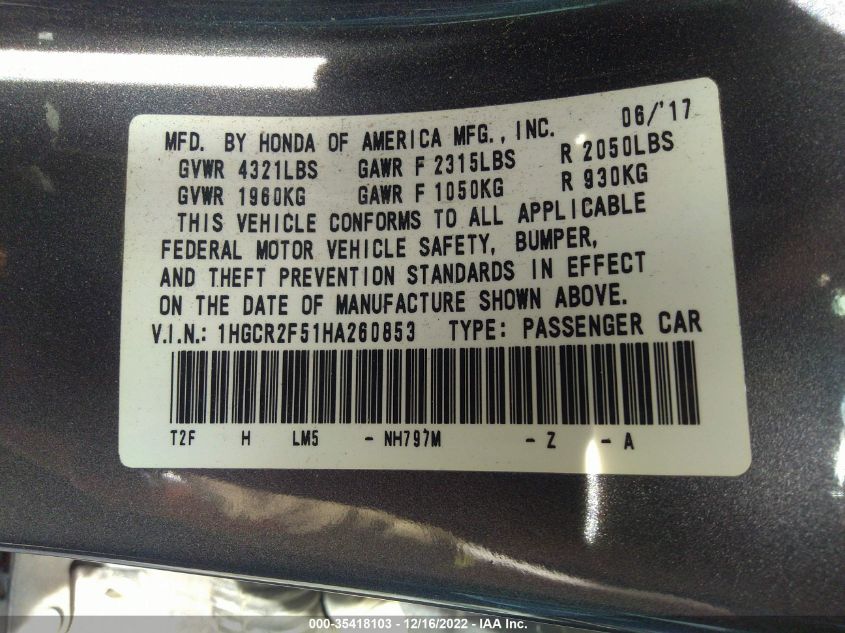 06/'17
MFD. BY HONDA OF AMERICA MFG., INC.
GVWR 4321LBS GAWR F 2315LBS R 2050LBS
GVWR 1960KG GAWR F 1050KG R 930KG
THIS VEHICLE CONFORMS TO ALL APPLICABLE
FEDERAL MOTOR VEHICLE SAFETY, BUMPER,
AND THEFT PREVENTION STANDARDS IN EFFECT
ON THE DATE OF MANUFACTURE SHOWN ABOVE.
V.I.N.: 1HGCR2F51HA260853 TYPE: PASSENGER CAR
T2F H LM5 - NH797M - Z - A
000-35418103 - 12/16/2022 - IAA Inc.